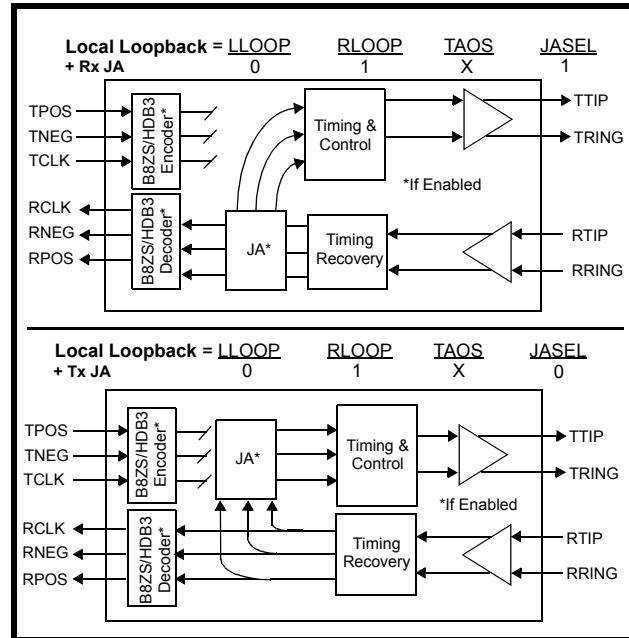 Local Loopback = LLOOP RLOOP TAOS JASEL
+ Rx JA 0 1 X 1
TPOS
TNEG
TCLK
B8ZS/HDB3
Encoder*
Timing &
Control
TTIP
TRING
*If Enabled
RCLK
RNEG
RPOS
B8ZS/HDB3
Decoder*
JA*
Timing
Recovery
RTIP
RRING
Local Loopback = LLOOP RLOOP TAOS JASEL
+ Tx JA 0 1 X 0
TPOS
TNEG
TCLK
B8ZS/HDB3
Encoder*
JA*
Timing &
Control
TTIP
TRING
*If Enabled
RCLK
RNEG
RPOS
B8ZS/HDB3
Decoder*
Timing
Recovery
RTIP
RRING